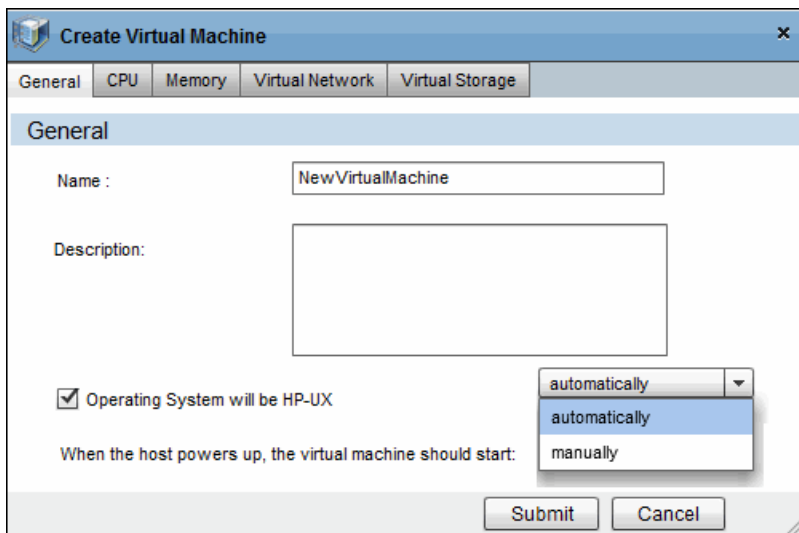 Create Virtual Machine
General CPU Memory Virtual Network Virtual Storage
General
Name :
NewVirtualMachine
Description:
Operating System will be HP-UX
automatically
automatically
manually
When the host powers up, the virtual machine should start:
Submit Cancel